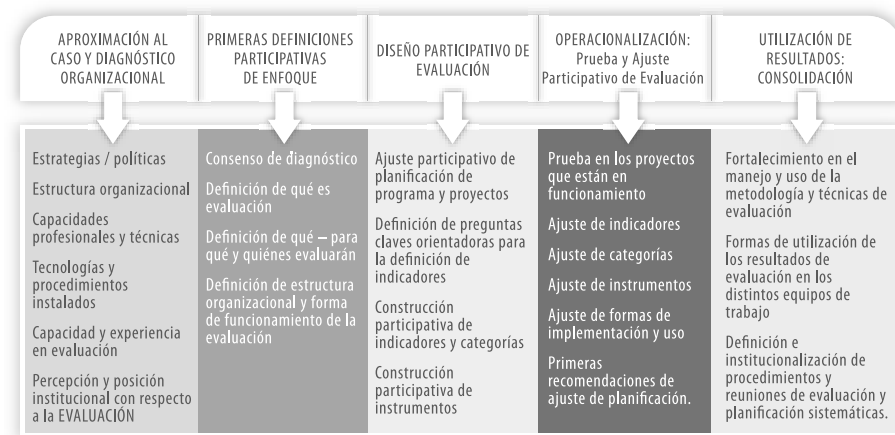 APROXIMACIÓN AL
CASO Y DIAGNÓSTICO
ORGANIZACIONAL
PRIMERAS DEFINICIONES
PARTICIPATIVAS
DE ENFOQUE
DISEÑO PARTICIPATIVO DE
EVALUACIÓN
OPERACIONALIZACIÓN:
Prueba y Ajuste
Participativo de Evaluación
UTILIZACIÓN DE
RESULTADOS:
CONSOLIDACIÓN
Estrategias / políticas
Estructura organizacional
Capacidades
profesionales y técnicas
Tecnologías y
procedimientos
instalados
Capacidad y experiencia
en evaluación
Percepción y posición
institucional con respecto
a la EVALUACIÓN
Consenso de diagnóstico
Definición de qué es
evaluación
Definición de qué – para
qué y quiénes evaluarán
Definición de estructura
organizacional y forma
de funcionamiento de la
evaluación
Ajuste participativo de
planificación de
programa y proyectos
Definición de preguntas
claves orientadoras para
la definición de
indicadores
Construcción
participativa de
indicadores y categorías
Construcción
participativa de
instrumentos
Prueba en los proyectos
que están en
funcionamiento
Ajuste de indicadores
Ajuste de categorías
Ajuste de instrumentos
Ajuste de formas de
implementación y uso
Primeras
recomendaciones de
ajuste de planificación.
Fortalecimiento en el
manejo y uso de la
metodología y técnicas de
evaluación
Formas de utilización de
los resultados de
evaluación en los
distintos equipos de
trabajo
Definición e
institucionalización de
procedimientos y
reuniones de evaluación y
planificación sistemáticas.